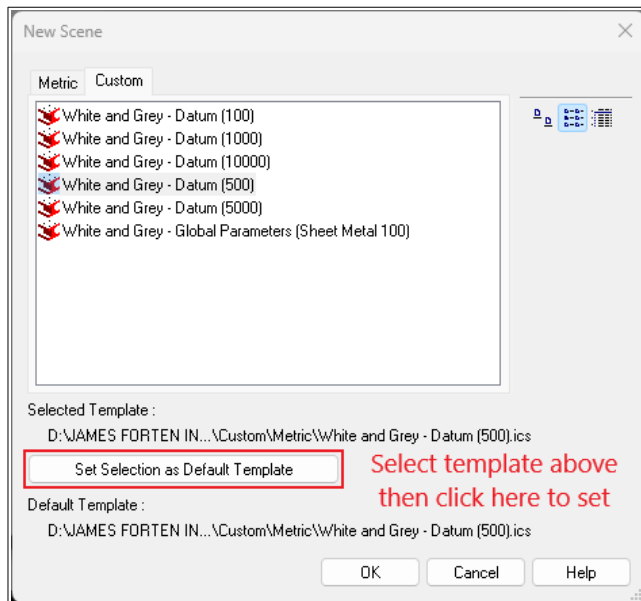 New Scene
Metric Custom
White and Grey - Datum (100)
White and Grey - Datum (1000)
White and Grey - Datum (10000)
White and Grey - Datum (500)
White and Grey - Datum (5000)
White and Grey - Global Parameters (Sheet Metal 100)
Selected Template :
D:\JAMES FORTEN IN...\Custom\Metric\White and Grey - Datum (500).ics
Set Selection as Default Template
Select template above
then click here to set
Default Template :
D:\JAMES FORTEN IN...\Custom\Metric\White and Grey - Datum (500).ics
OK Cancel Help